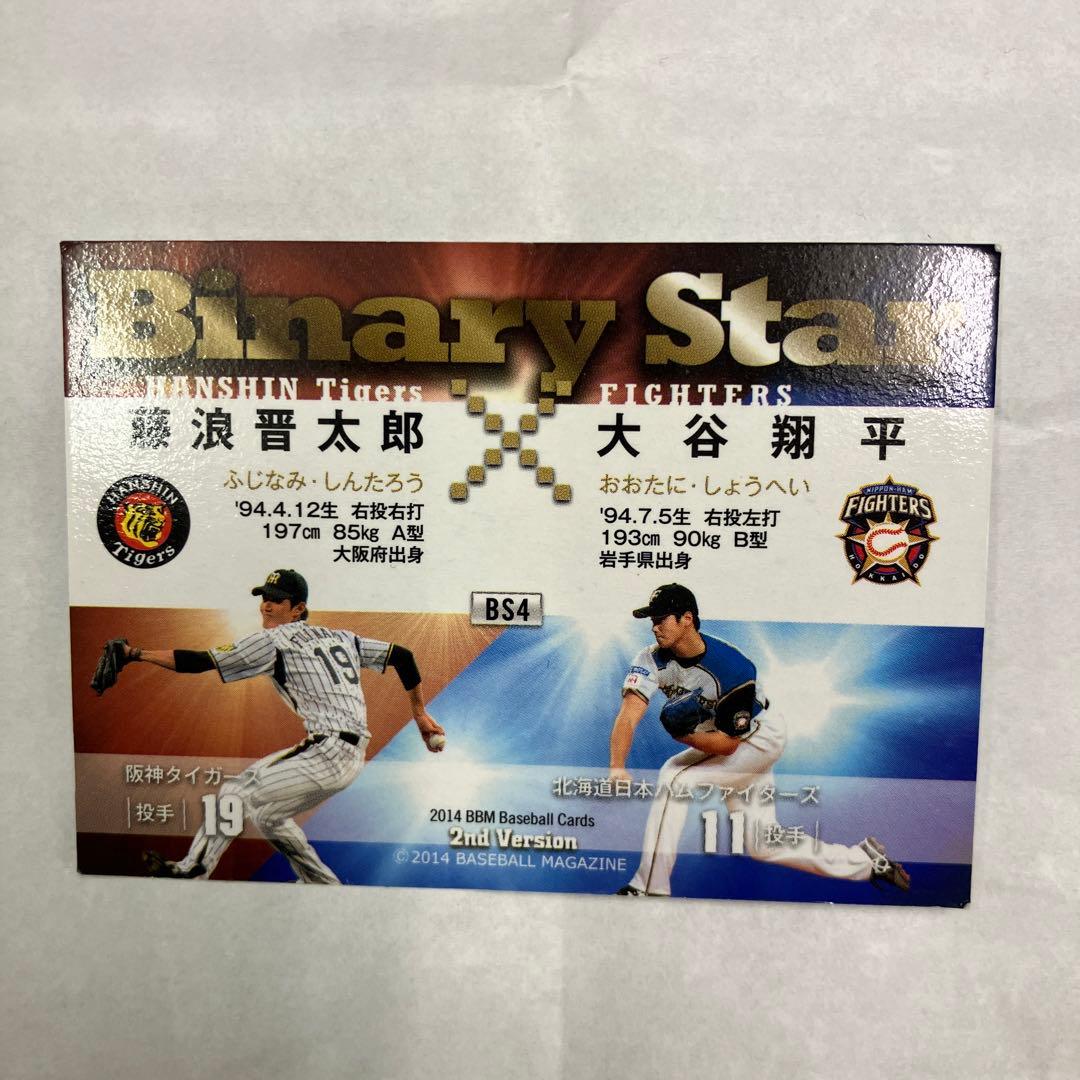 Binary Star
HANSHIN Tigers
FIGHTERS
藤浪晋太郎
大谷翔平
ふじなみ・しんたろう
おおたに・しょうへい
'94.4.12生 右投右打
197cm 85kg A型
大阪府出身
'94.7.5生 右投左打
193cm 90kg B型
岩手県出身
HANSHIN
Tigers
NIPPON-HAM
FIGHTERS
HOKKAIDO
BS4
19
阪神タイガース
投手 19
北海道日本ハムファイターズ
11 投手
2014 BBM Baseball Cards
2nd Version
© 2014 BASEBALL MAGAZINE